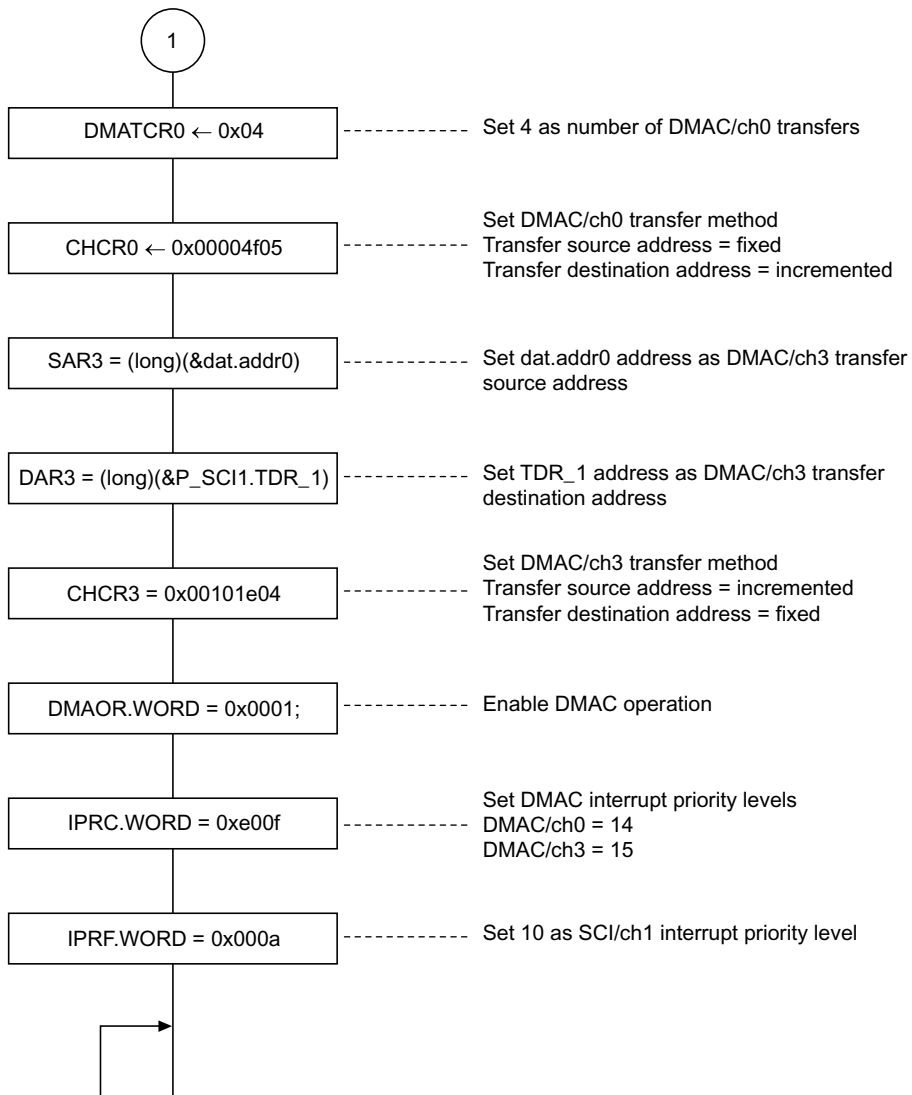 1
DMATCR0 ← 0x04
Set 4 as number of DMAC/ch0 transfers
CHCR0 ← 0x00004f05
Set DMAC/ch0 transfer method
Transfer source address = fixed
Transfer destination address = incremented
SAR3 = (long)(&dat.addr0)
Set dat.addr0 address as DMAC/ch3 transfer
source address
DAR3 = (long)(&P_SCI1.TDR_1)
Set TDR_1 address as DMAC/ch3 transfer
destination address
CHCR3 = 0x00101e04
Set DMAC/ch3 transfer method
Transfer source address = incremented
Transfer destination address = fixed
DMAOR.WORD = 0x0001;
Enable DMAC operation
IPRC.WORD = 0xe00f
Set DMAC interrupt priority levels
DMAC/ch0 = 14
DMAC/ch3 = 15
IPRF.WORD = 0x000a
Set 10 as SCI/ch1 interrupt priority level